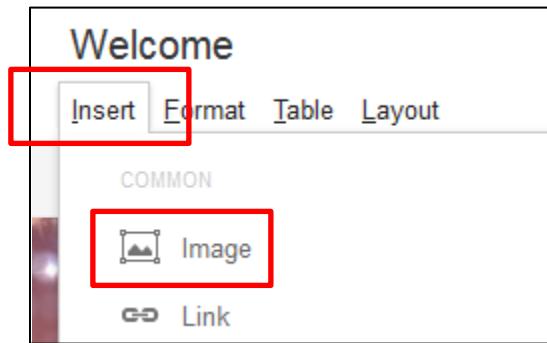 Welcome
Insert Format Table Layout
COMMON
Image
Link